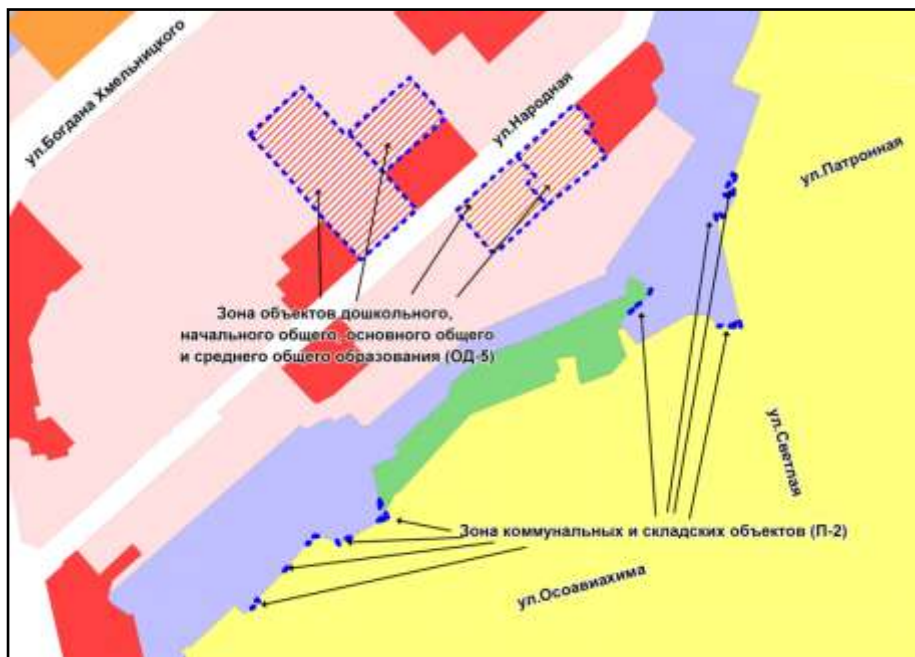 ул.Богдана Хмельницкого
ул.Народная
ул.Патронная
Зона объектов дошкольного,
начального общего, основного общего
и среднего общего образования (ОД-5)
ул.Светлая
Зона коммунальных и складских объектов (П-2)
ул.Осоавиахима